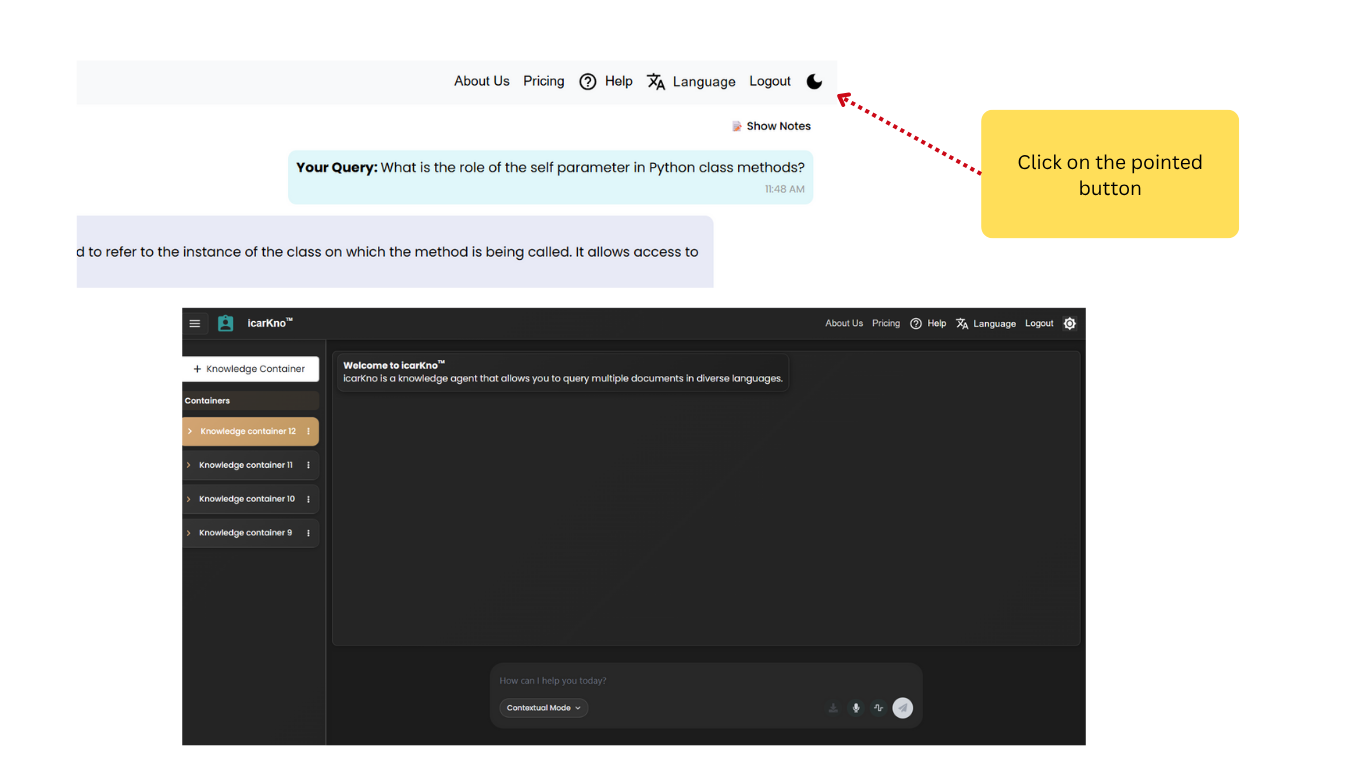 About Us Pricing Help Language Logout
Show Notes
Your Query: What is the role of the self parameter in Python class methods?
11:48 AM
d to refer to the instance of the class on which the method is being called. It allows access to
Click on the pointed
button
icarKno™
About Us Pricing Help Language Logout
+ Knowledge Container
Containers
Knowledge container 12
Knowledge container 11
Knowledge container 10
Knowledge container 9
Welcome to icarKno™
icarKno is a knowledge agent that allows you to query multiple documents in diverse languages.
How can I help you today?
Contextual Mode